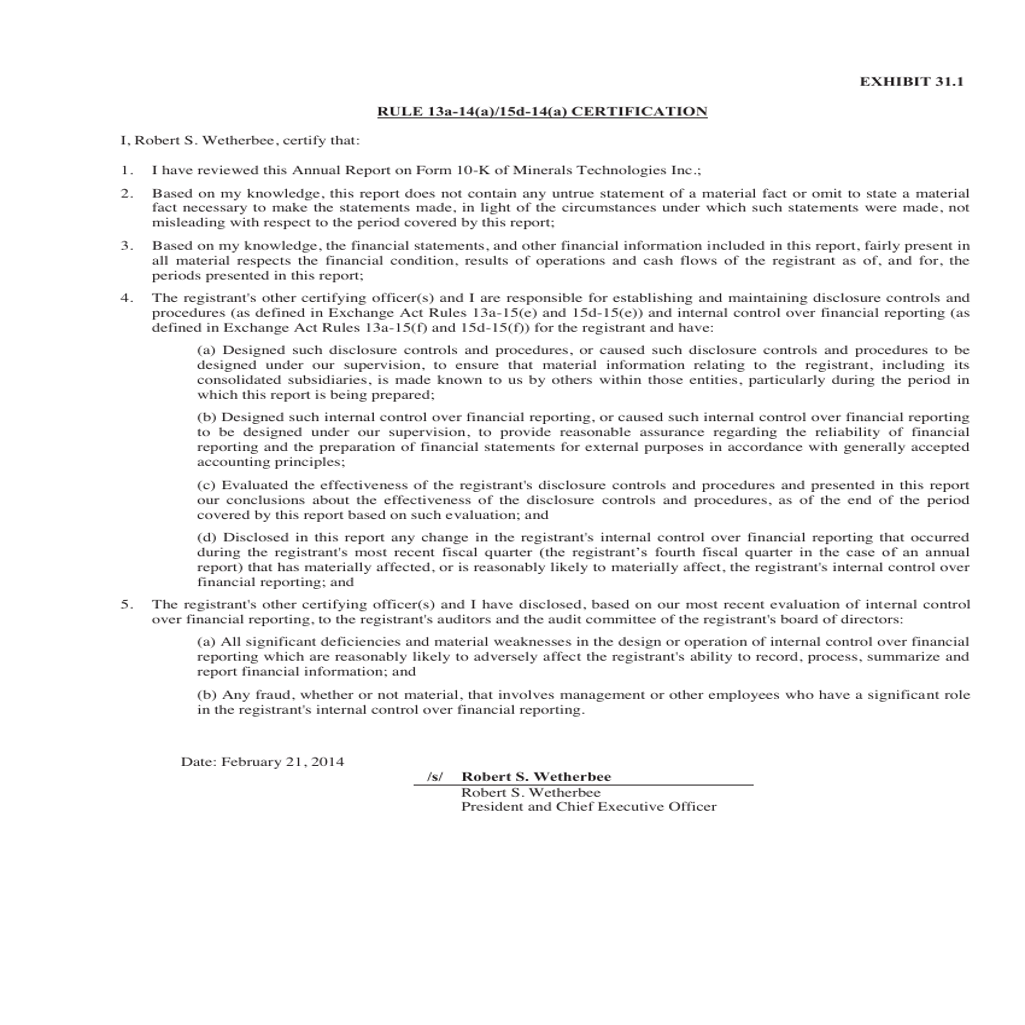 EXHIBIT 31.1
RULE 13a-14(a)/15d-14(a) CERTIFICATION
I, Robert S. Wetherbee, certify that:
1. I have reviewed this Annual Report on Form 10-K of Minerals Technologies Inc.;
2. Based on my knowledge, this report does not contain any untrue statement of a material fact or omit to state a material
fact necessary to make the statements made, in light of the circumstances under which such statements were made, not
misleading with respect to the period covered by this report;
3. Based on my knowledge, the financial statements, and other financial information included in this report, fairly present in
all material respects the financial condition, results of operations and cash flows of the registrant as of, and for, the
periods presented in this report;
4. The registrant's other certifying officer(s) and I are responsible for establishing and maintaining disclosure controls and
procedures (as defined in Exchange Act Rules 13a-15(e) and 15d-15(e)) and internal control over financial reporting (as
defined in Exchange Act Rules 13a-15(f) and 15d-15(f)) for the registrant and have:
(a) Designed such disclosure controls and procedures, or caused such disclosure controls and procedures to be
designed under our supervision, to ensure that material information relating to the registrant, including its
consolidated subsidiaries, is made known to us by others within those entities, particularly during the period in
which this report is being prepared;
(b) Designed such internal control over financial reporting, or caused such internal control over financial reporting
to be designed under our supervision, to provide reasonable assurance regarding the reliability of financial
reporting and the preparation of financial statements for external purposes in accordance with generally accepted
accounting principles;
(c) Evaluated the effectiveness of the registrant's disclosure controls and procedures and presented in this report
our conclusions about the effectiveness of the disclosure controls and procedures, as of the end of the period
covered by this report based on such evaluation; and
(d) Disclosed in this report any change in the registrant's internal control over financial reporting that occurred
during the registrant's most recent fiscal quarter (the registrant’s fourth fiscal quarter in the case of an annual
report) that has materially affected, or is reasonably likely to materially affect, the registrant's internal control over
financial reporting; and
5. The registrant's other certifying officer(s) and I have disclosed, based on our most recent evaluation of internal control
over financial reporting, to the registrant's auditors and the audit committee of the registrant's board of directors:
(a) All significant deficiencies and material weaknesses in the design or operation of internal control over financial
reporting which are reasonably likely to adversely affect the registrant's ability to record, process, summarize and
report financial information; and
(b) Any fraud, whether or not material, that involves management or other employees who have a significant role
in the registrant's internal control over financial reporting.
Date: February 21, 2014
/s/ Robert S. Wetherbee
Robert S. Wetherbee
President and Chief Executive Officer